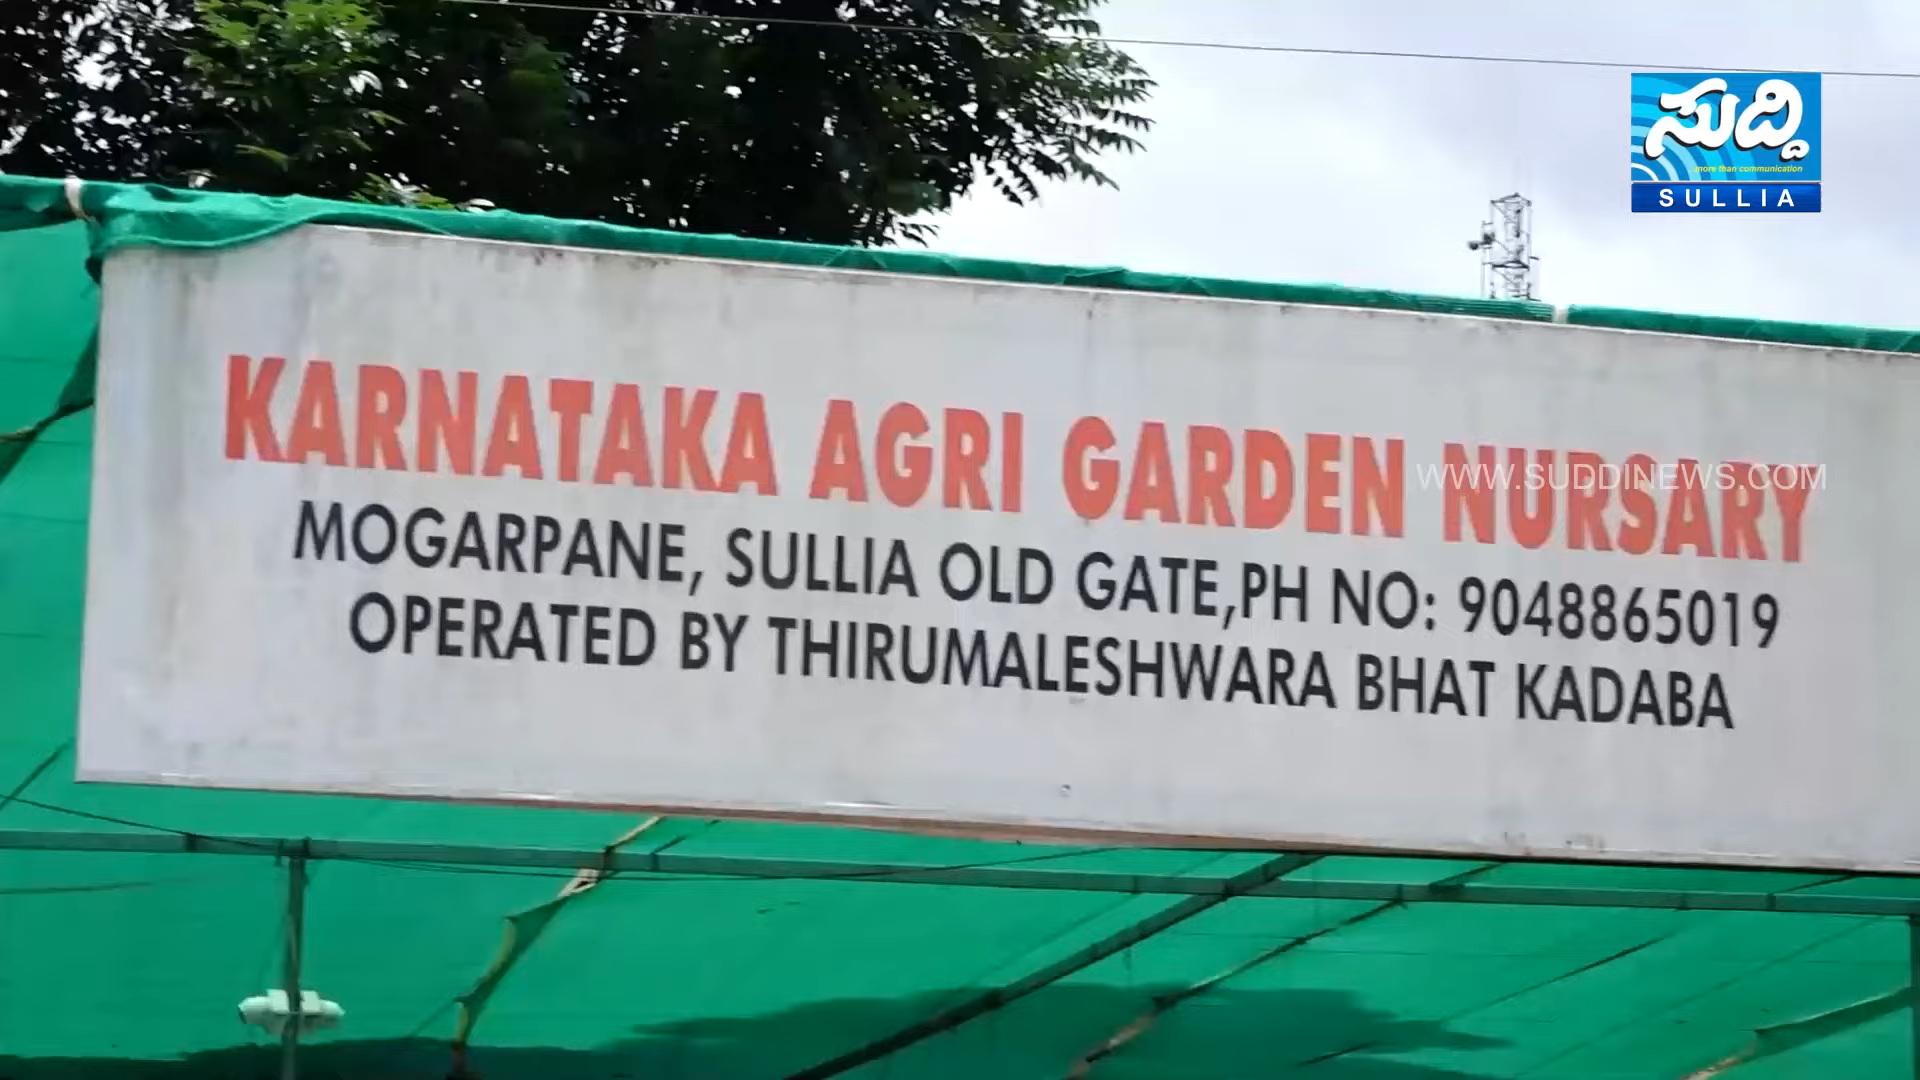 ಸುದ್ದಿ
more than communication
SULLIA
KARNATAKA AGRI GARDEN NURSARY
WWW.SUDDINEWS.COM
MOGARPANE, SULLIA OLD GATE,PH NO: 9048865019
OPERATED BY THIRUMALESHWARA BHAT KADABA